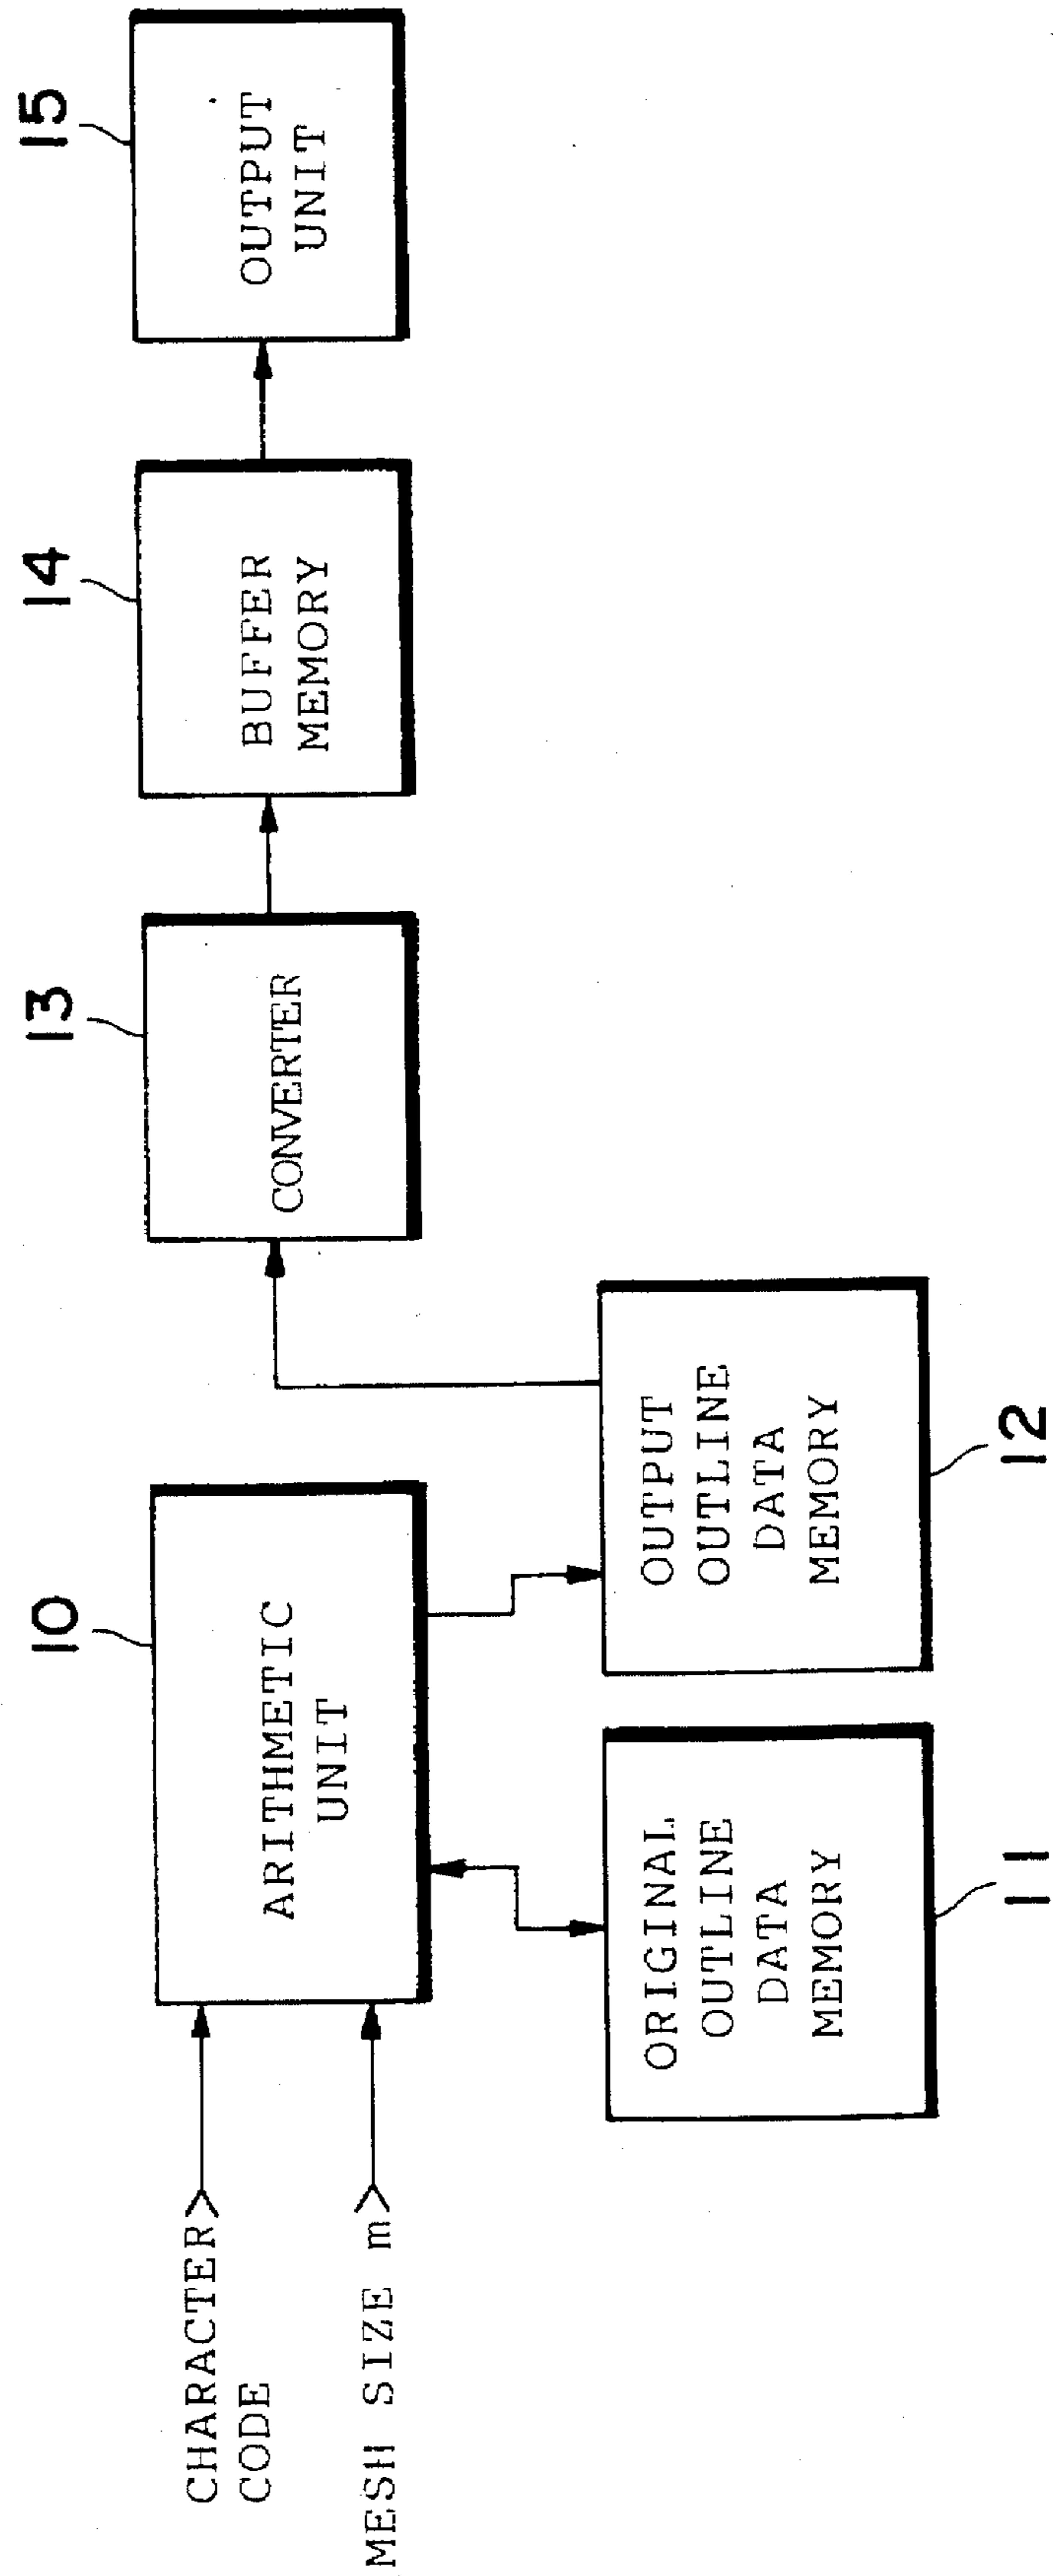 10
13
14
15
CHARACTER>
CODE
MESH SIZE m>
ARITHMETIC
UNIT
CONVERTER
BUFFER
MEMORY
OUTPUT
UNIT
ORIGINAL
OUTLINE
DATA
MEMORY
OUTPUT
OUTLINE
DATA
MEMORY
11
12